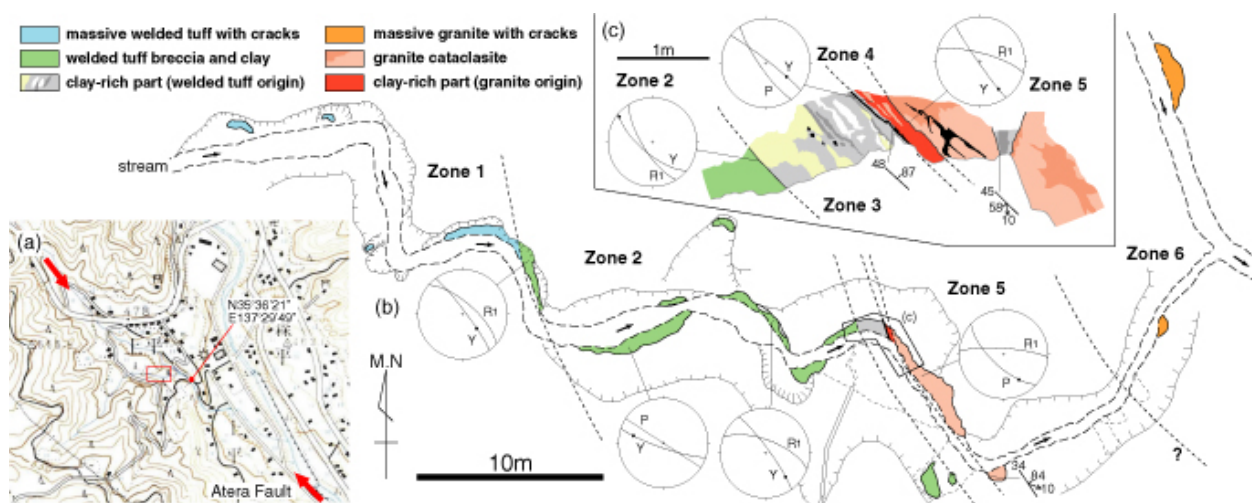 massive welded tuff with cracks
welded tuff breccia and clay
clay-rich part (welded tuff origin)
massive granite with cracks
granite cataclasite
clay-rich part (granite origin)
(c)
1m
Zone 2
Zone 4
Zone 5
R1
Y
Y
P
Y
R1
48
87
45
59
10
Zone 3
stream
Zone 1
Zone 2
Zone 5
Zone 6
(c)
(a)
N35°36'21"
E137°29'49"
Atera Fault
(b)
M.N
10m
Y
R1
P
Y
R1
Y
R1
P
34
84
10
?